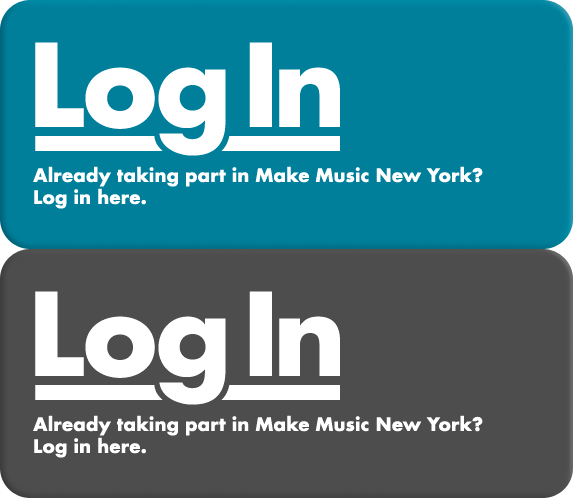 Log In
Already taking part in Make Music New York?
Log in here.
Log In
Already taking part in Make Music New York?
Log in here.